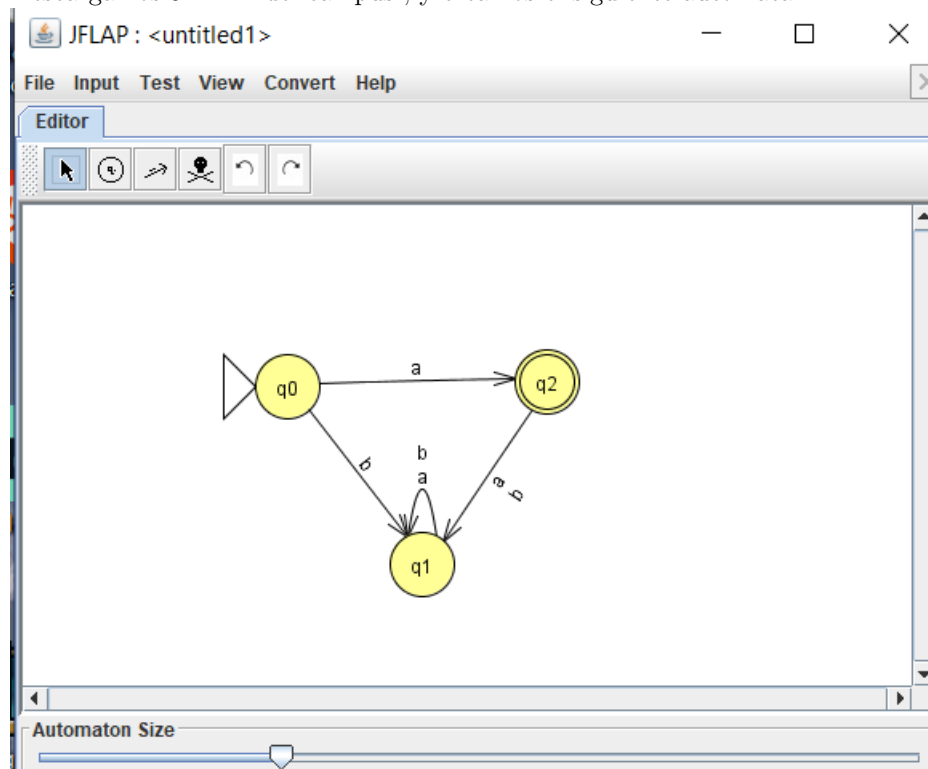 JFLAP : <untitled1>
File Input Test View Convert Help
Editor
q
a
q0
q2
b
b
a
a
b
q1
Automaton Size